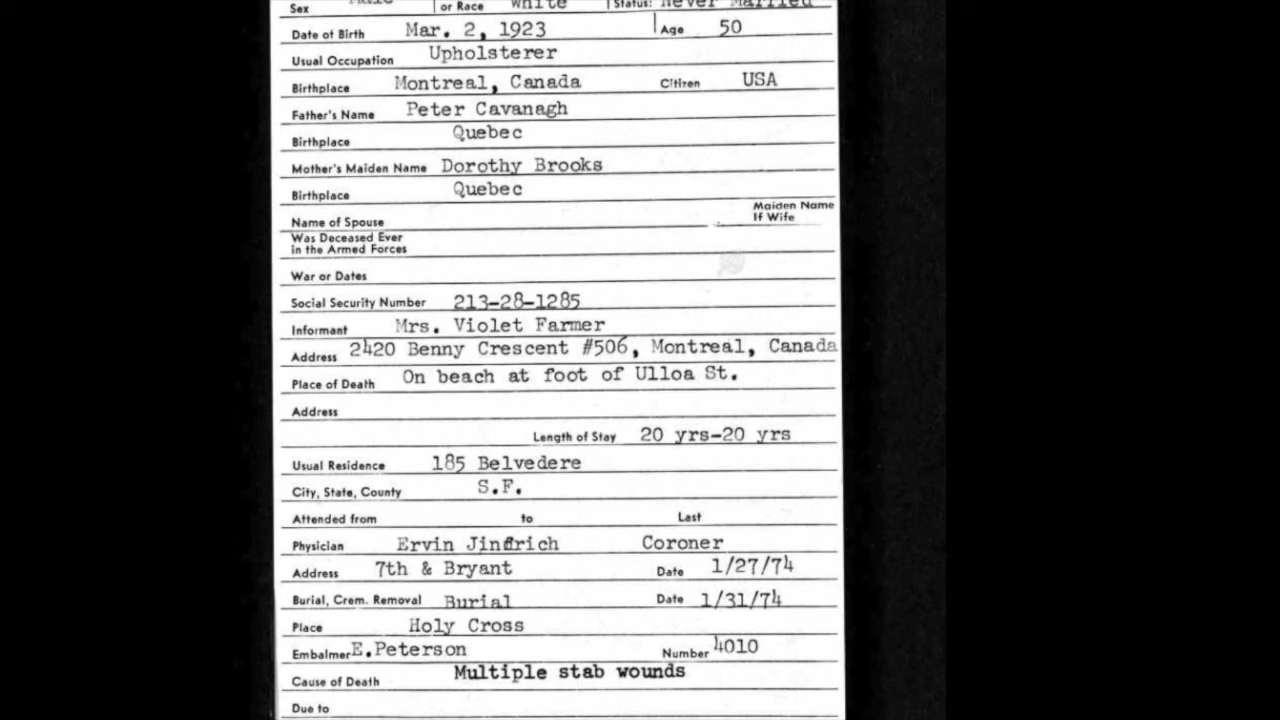 Sex Male or Race White Status: Never Married
Date of Birth Mar. 2, 1923 Age 50
Usual Occupation Upholsterer
Birthplace Montreal, Canada Citizen USA
Father's Name Peter Cavanagh
Birthplace Quebec
Mother's Maiden Name Dorothy Brooks
Birthplace Quebec
Maiden Name
Name of Spouse If Wife
Was Deceased Ever
in the Armed Forces
War or Dates
Social Security Number 213-28-1285
Informant Mrs. Violet Farmer
Address 2420 Benny Crescent #506, Montreal, Canada
Place of Death On beach at foot of Ulloa St.
Address
Length of Stay 20 yrs-20 yrs
Usual Residence 185 Belvedere
City, State, County S.F.
Attended from to Last
Physician Ervin Jindrich Coroner
Address 7th & Bryant Date 1/27/74
Burial, Crem. Removal Burial Date 1/31/74
Place Holy Cross
Embalmer E.Peterson Number 4010
Cause of Death Multiple stab wounds
Due to